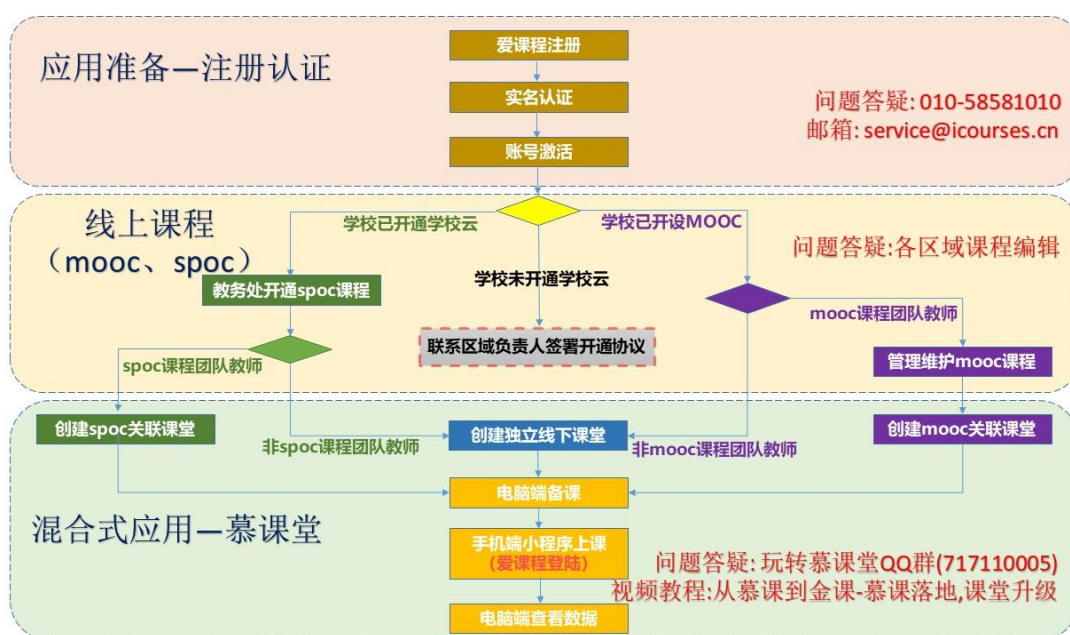 应用准备—注册认证
爱课程注册
实名认证
账号激活
问题答疑: 010-58581010
邮箱: service@icourses.cn
线上课程
（mooc、spoc）
学校已开通学校云
学校已开设MOOC
问题答疑:各区域课程编辑
教务处开通spoc课程
学校未开通学校云
mooc课程团队教师
联系区域负责人签署开通协议
spoc课程团队教师
管理维护mooc课程
创建spoc关联课堂
非spoc课程团队教师
创建独立线下课堂
非mooc课程团队教师
创建mooc关联课堂
电脑端备课
混合式应用—慕课堂
手机端小程序上课
（爱课程登陆）
问题答疑: 玩转慕课堂QQ群(717110005)
视频教程:从慕课到金课-慕课落地,课堂升级
电脑端查看数据